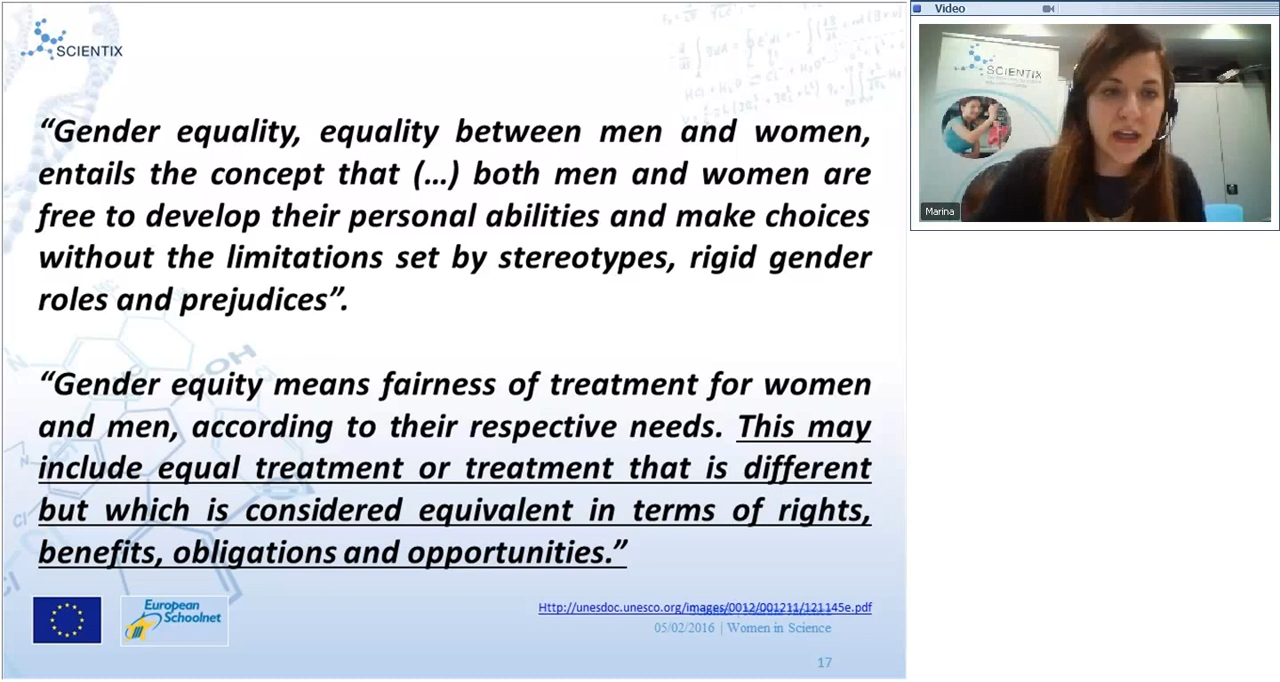 SCIENTIX
“Gender equality, equality between men and women,
entails the concept that (…) both men and women are
free to develop their personal abilities and make choices
without the limitations set by stereotypes, rigid gender
roles and prejudices”.
“Gender equity means fairness of treatment for women
and men, according to their respective needs. This may
include equal treatment or treatment that is different
but which is considered equivalent in terms of rights,
benefits, obligations and opportunities.”
European
Schoolnet
Http://unesdoc.unesco.org/images/0012/001211/121145e.pdf
05/02/2016 | Women in Science
17
Video
SCIENTIX
Marina